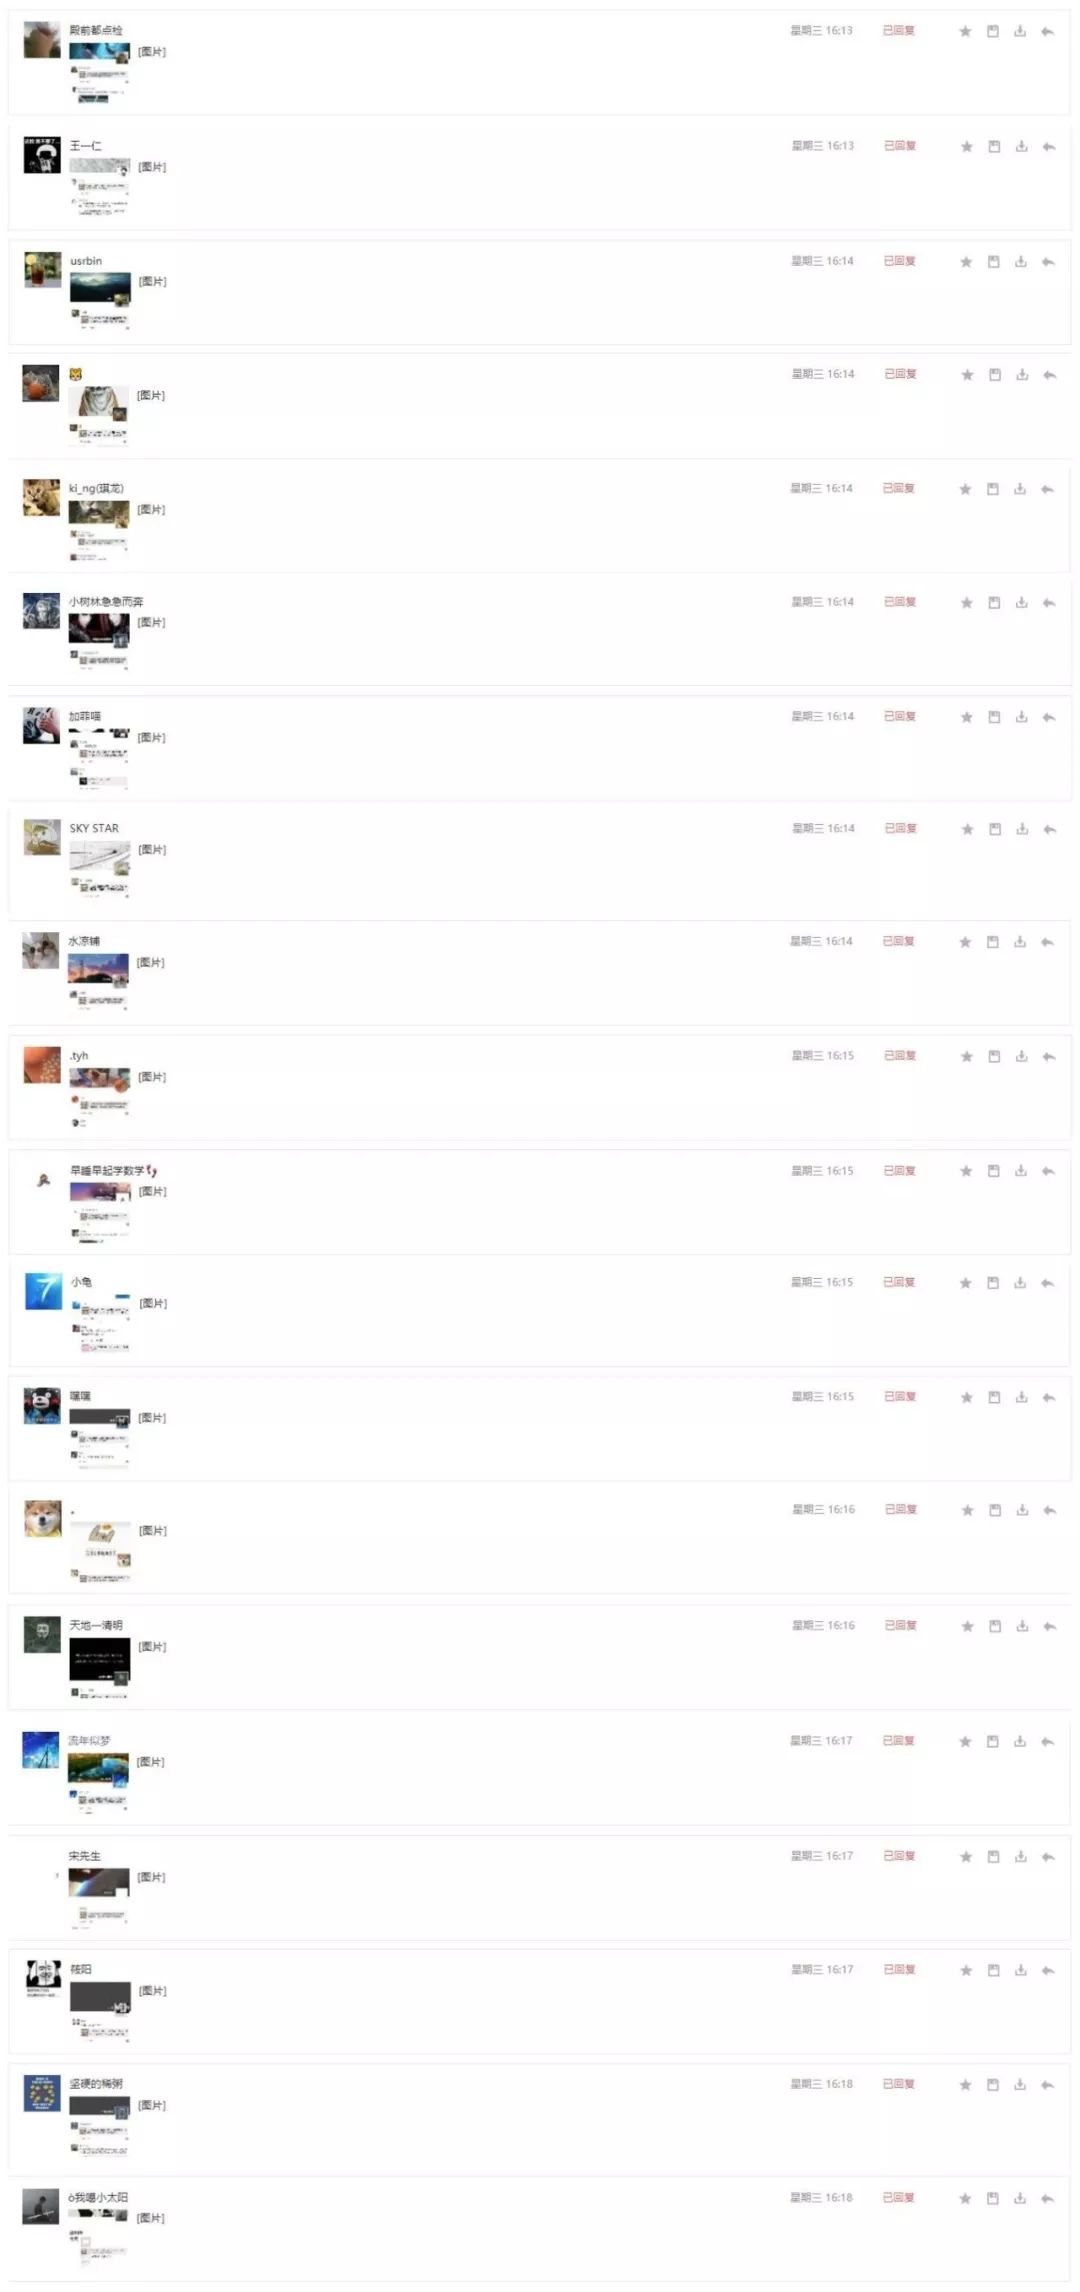 殿前都点检 星期三 16:13 已回复
[图片]
王一仁 星期三 16:13 已回复
[图片]
usrbin 星期三 16:14 已回复
[图片]
🐯 星期三 16:14 已回复
[图片]
ki_ng(琪龙) 星期三 16:14 已回复
[图片]
小树林急急而奔 星期三 16:14 已回复
[图片]
加菲喵 星期三 16:14 已回复
[图片]
SKY STAR 星期三 16:14 已回复
[图片]
水凉铺 星期三 16:14 已回复
[图片]
.tyh 星期三 16:15 已回复
[图片]
早睡早起学数学👣 星期三 16:15 已回复
[图片]
小龟 星期三 16:15 已回复
[图片]
嘿嘿 星期三 16:15 已回复
[图片]
. 星期三 16:16 已回复
[图片]
天地一清明 星期三 16:16 已回复
[图片]
流年似梦 星期三 16:17 已回复
[图片]
宋先生 星期三 16:17 已回复
[图片]
星期三 16:17 已回复
[图片]
坚硬的稀粥 星期三 16:18 已回复
[图片]
ò我噶小太阳 星期三 16:18 已回复
[图片]